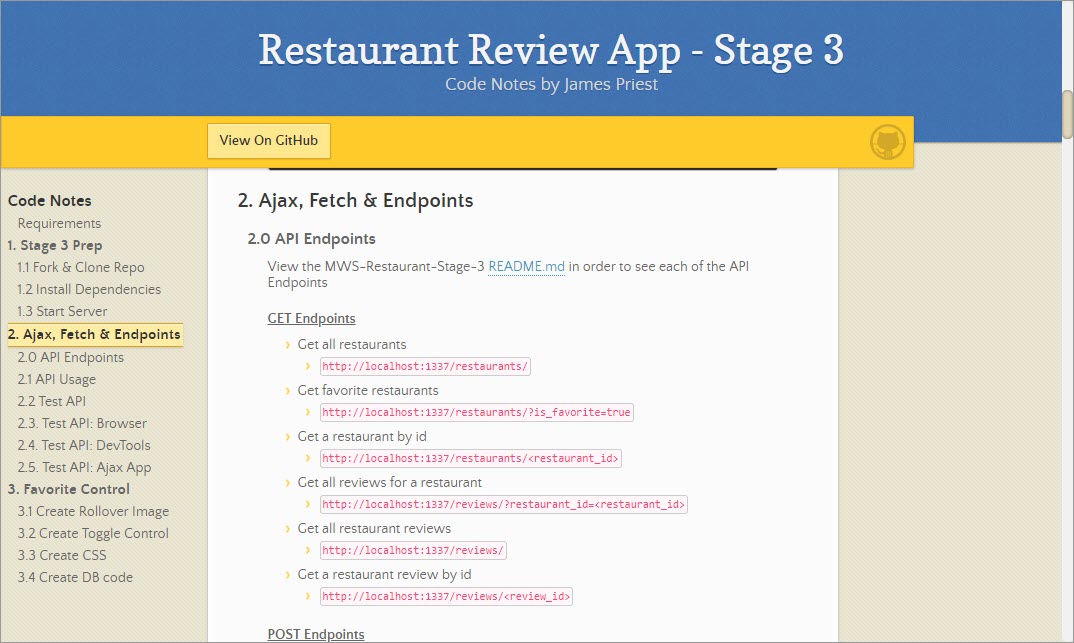 Restaurant Review App - Stage 3
Code Notes by James Priest
View On GitHub
Code Notes
Requirements
1. Stage 3 Prep
1.1 Fork & Clone Repo
1.2 Install Dependencies
1.3 Start Server
2. Ajax, Fetch & Endpoints
2.0 API Endpoints
2.1 API Usage
2.2 Test API
2.3. Test API: Browser
2.4. Test API: DevTools
2.5. Test API: Ajax App
3. Favorite Control
3.1 Create Rollover Image
3.2 Create Toggle Control
3.3 Create CSS
3.4 Create DB code
2. Ajax, Fetch & Endpoints
2.0 API Endpoints
View the MWS-Restaurant-Stage-3 README.md in order to see each of the API
Endpoints
GET Endpoints
› Get all restaurants
› http://localhost:1337/restaurants/
› Get favorite restaurants
› http://localhost:1337/restaurants/?is_favorite=true
› Get a restaurant by id
› http://localhost:1337/restaurants/<restaurant_id>
› Get all reviews for a restaurant
› http://localhost:1337/reviews/?restaurant_id=<restaurant_id>
› Get all restaurant reviews
› http://localhost:1337/reviews/
› Get a restaurant review by id
› http://localhost:1337/reviews/<review_id>
POST Endpoints